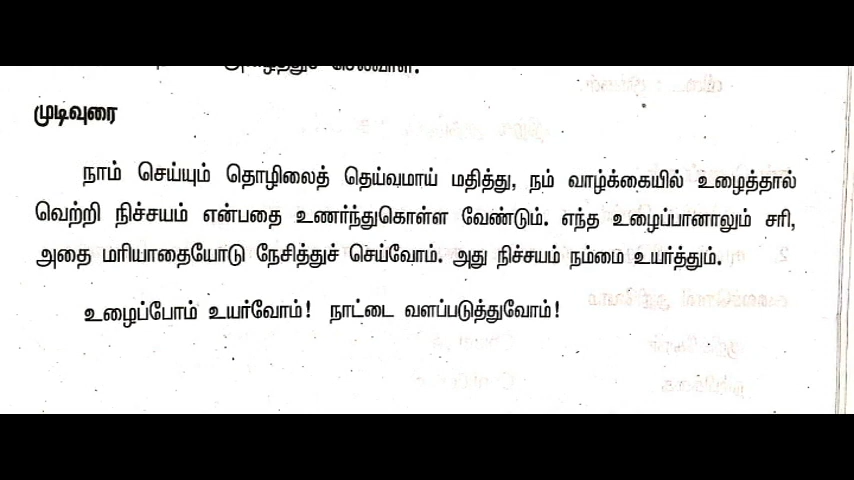 முடிவுரை
நாம் செய்யும் தொழிலைத் தெய்வமாய் மதித்து, நம் வாழ்க்கையில் உழைத்தால்
வெற்றி நிச்சயம் என்பதை உணர்ந்துகொள்ள வேண்டும். எந்த உழைப்பானாலும் சரி,
அதை மரியாதையோடு நேசித்துச் செய்வோம். அது நிச்சயம் நம்மை உயர்த்தும்.
உழைப்போம் உயர்வோம்! நாட்டை வளப்படுத்துவோம்!